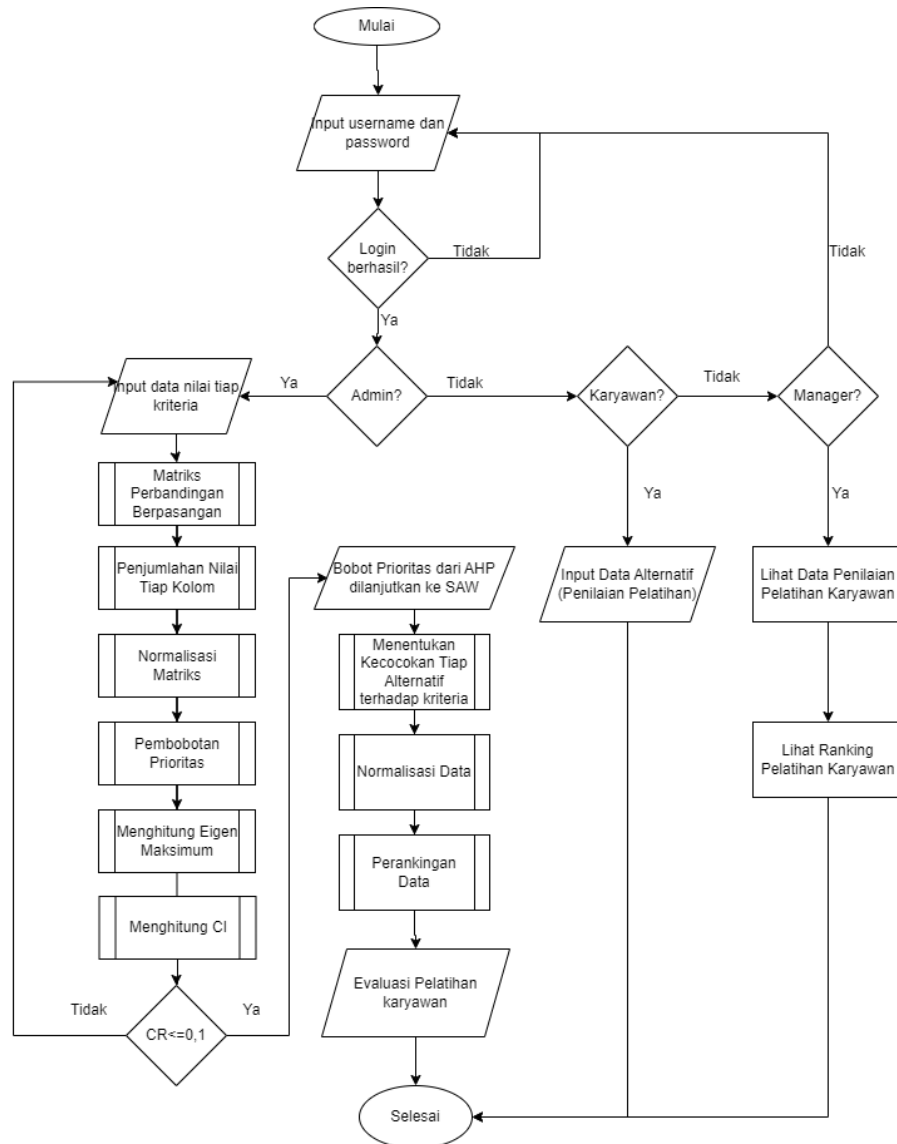 Mulai
Input username dan
password
Login
berhasil?
Tidak
Tidak
Ya
Input data nilai tiap
kriteria
Ya
Admin?
Tidak
Karyawan?
Tidak
Manager?
Matriks
Perbandingan
Berpasangan
Ya
Ya
Penjumlahan Nilai
Tiap Kolom
Bobot Prioritas dari AHP
dilanjutkan ke SAW
Input Data Alternatif
(Penilaian Pelatihan)
Lihat Data Penilaian
Pelatihan Karyawan
Normalisasi
Matriks
Menentukan
Kecocokan Tiap
Alternatif
terhadap kriteria
Pembobotan
Prioritas
Normalisasi Data
Lihat Ranking
Pelatihan Karyawan
Menghitung Eigen
Maksimum
Perankingan
Data
Menghitung CI
Evaluasi Pelatihan
karyawan
Tidak
CR<=0,1
Ya
Selesai